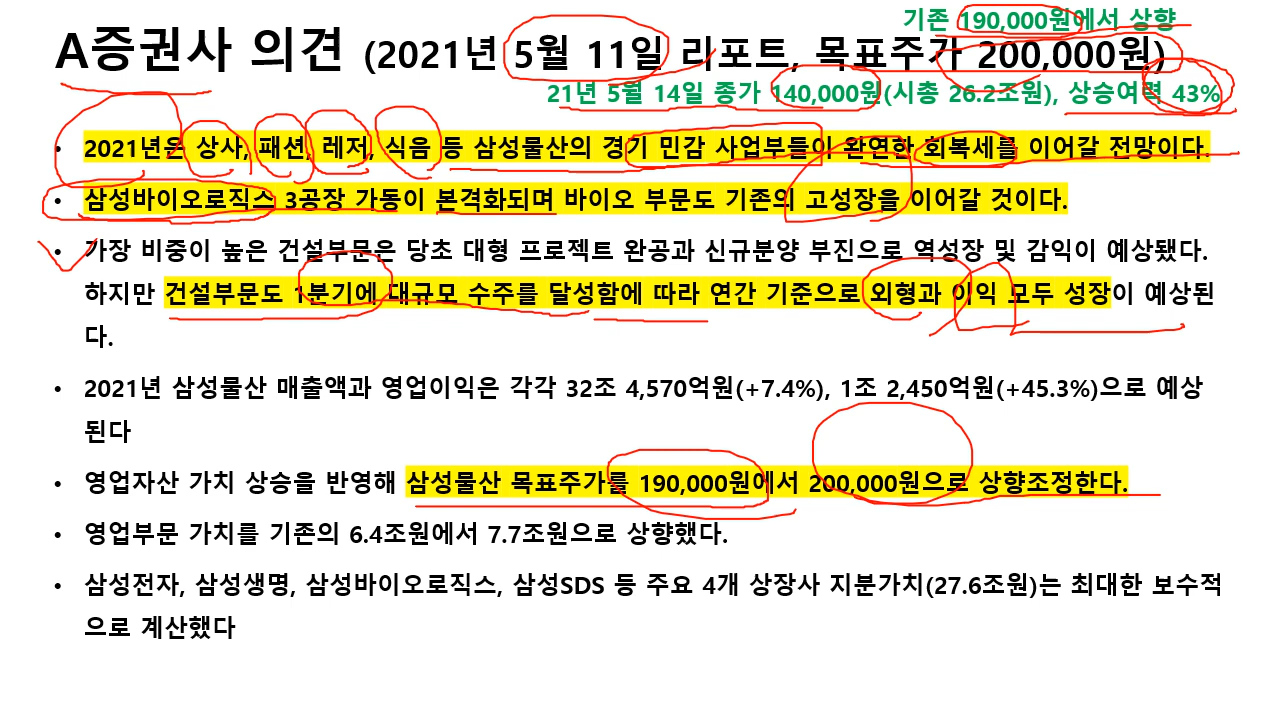 기존 190,000원에서 상향
A증권사 의견 (2021년 5월 11일 리포트, 목표주가 200,000원)
21년 5월 14일 종가 140,000원(시총 26.2조원), 상승여력 43%
• 2021년은 상사, 패션, 레저, 식음 등 삼성물산의 경기 민감 사업부들이 완연한 회복세를 이어갈 전망이다.
• 삼성바이오로직스 3공장 가동이 본격화되며 바이오 부문도 기존의 고성장을 이어갈 것이다.
• 가장 비중이 높은 건설부문은 당초 대형 프로젝트 완공과 신규분양 부진으로 역성장 및 감익이 예상됐다.
하지만 건설부문도 1분기에 대규모 수주를 달성함에 따라 연간 기준으로 외형과 이익 모두 성장이 예상된
다.
• 2021년 삼성물산 매출액과 영업이익은 각각 32조 4,570억원(+7.4%), 1조 2,450억원(+45.3%)으로 예상
된다
• 영업자산 가치 상승을 반영해 삼성물산 목표주가를 190,000원에서 200,000원으로 상향조정한다.
• 영업부문 가치를 기존의 6.4조원에서 7.7조원으로 상향했다.
• 삼성전자, 삼성생명, 삼성바이오로직스, 삼성SDS 등 주요 4개 상장사 지분가치(27.6조원)는 최대한 보수적
으로 계산했다